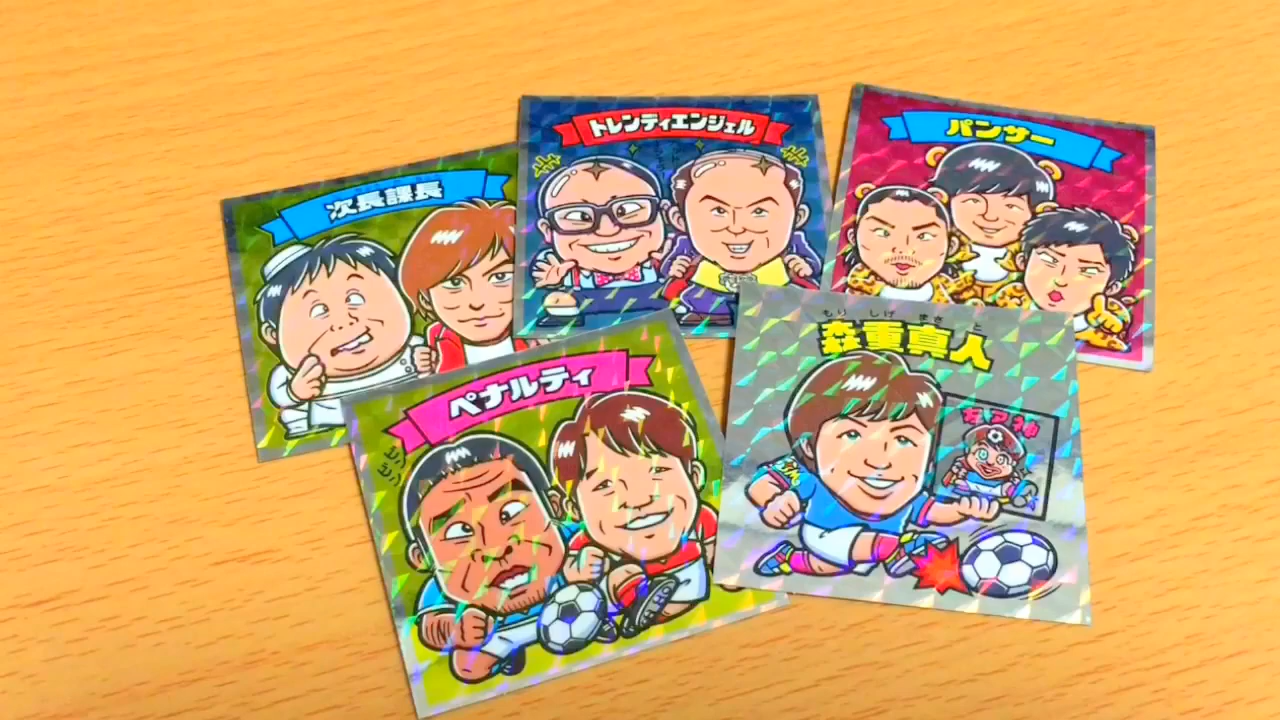 トレンディエンジェル
パンサー
次長課長
もり しげ まさ と
森重真人
ペナルティ